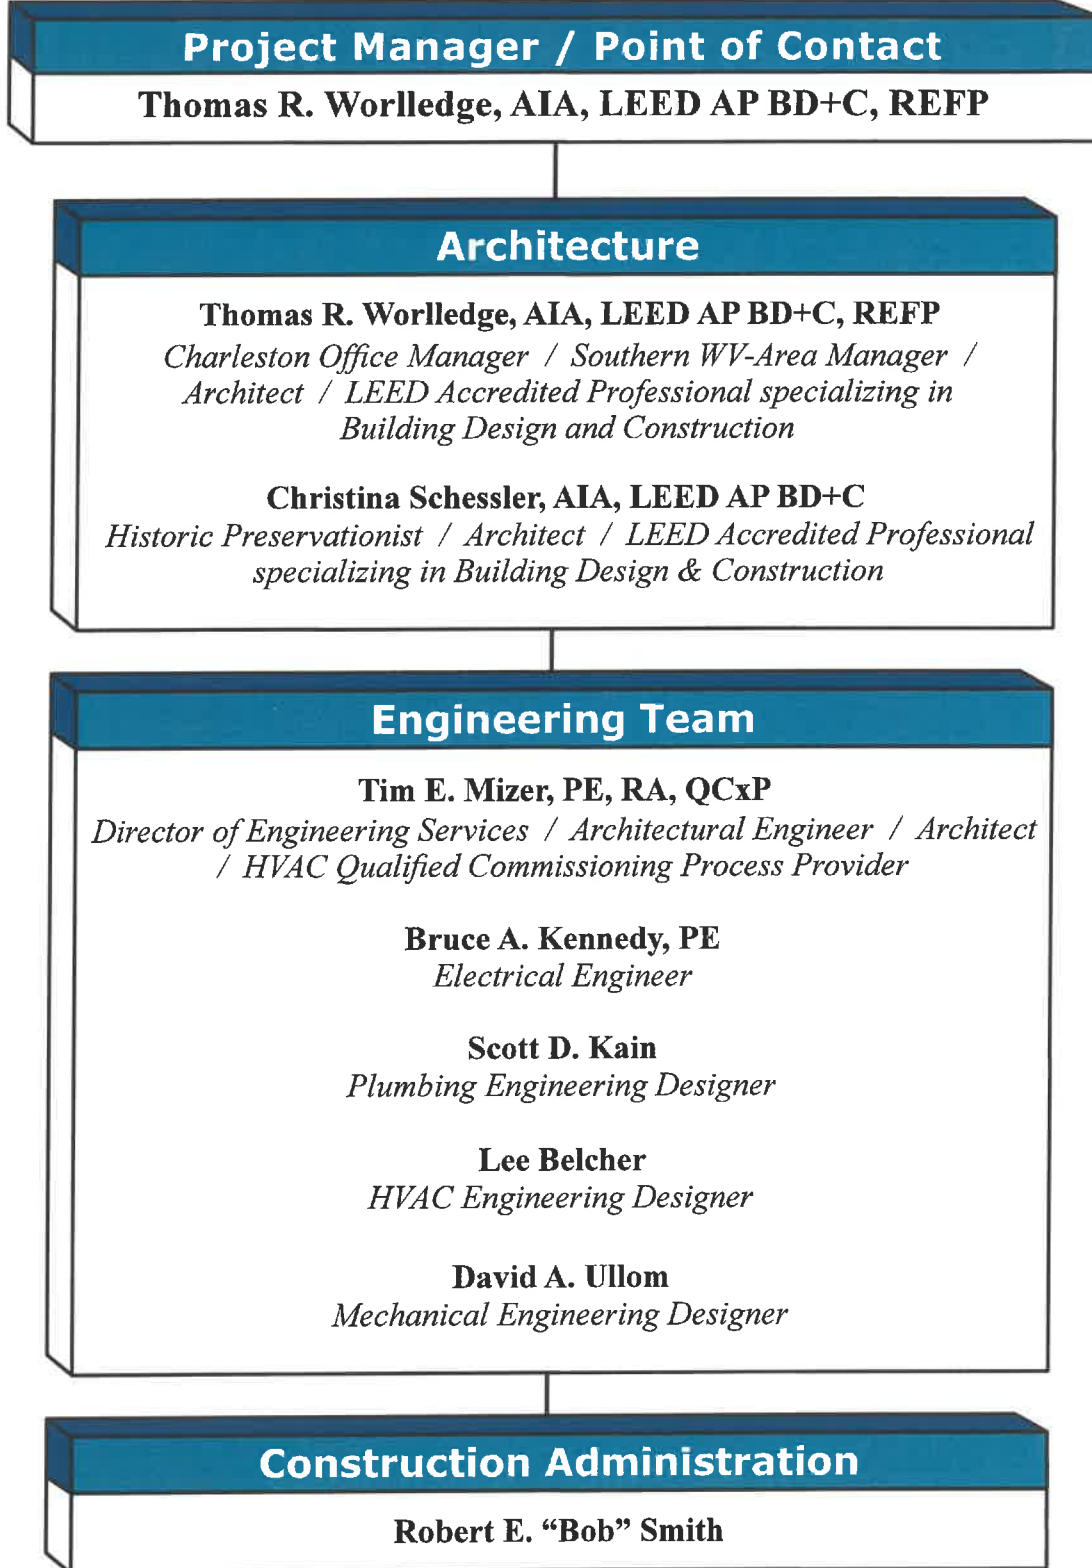 Project Manager / Point of Contact
Thomas R. Worlledge, AIA, LEED AP BD+C, REFP
Architecture
Thomas R. Worlledge, AIA, LEED AP BD+C, REFP
Charleston Office Manager / Southern WV-Area Manager /
Architect / LEED Accredited Professional specializing in
Building Design and Construction
Christina Schessler, AIA, LEED AP BD+C
Historic Preservationist / Architect / LEED Accredited Professional
specializing in Building Design & Construction
Engineering Team
Tim E. Mizer, PE, RA, QCxP
Director of Engineering Services / Architectural Engineer / Architect
/ HVAC Qualified Commissioning Process Provider
Bruce A. Kennedy, PE
Electrical Engineer
Scott D. Kain
Plumbing Engineering Designer
Lee Belcher
HVAC Engineering Designer
David A. Ullom
Mechanical Engineering Designer
Construction Administration
Robert E. “Bob” Smith